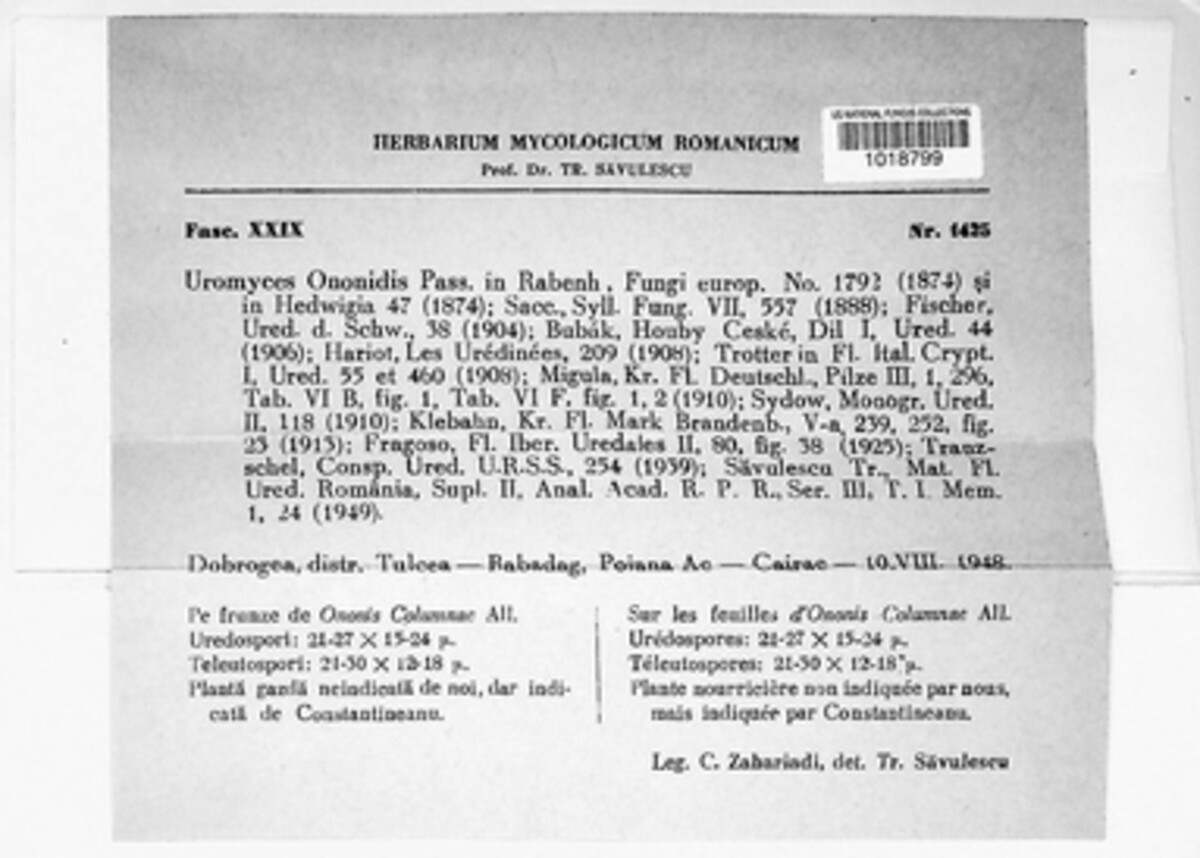 US NATIONAL FUNGUS COLLECTIONS
1018799
HERBARIUM MYCOLOGICUM ROMANICUM
Prof. Dr. TR. SĂVULESCU
Fasc. XXIX Nr. 1425
Uromyces Ononidis Pass. in Rabenh., Fungi europ. No. 1792 (1874) și
in Hedwigia 47 (1874); Sacc., Syll. Fung. VII, 557 (1888); Fischer,
Ured. d. Schw., 38 (1904); Bubák, Houby Ceské, Dil I, Ured. 44
(1906); Hariot, Les Urédinées, 209 (1908); Trotter in Fl. Ital. Crypt.
I, Ured. 55 et 460 (1908); Migula, Kr. Fl. Deutschl., Pilze III, 1, 296,
Tab. VI B, fig. 1, Tab. VI F, fig. 1, 2 (1910); Sydow, Monogr. Ured.
II, 118 (1910); Klebahn, Kr. Fl. Mark Brandenb., V-a, 239, 252, fig.
23 (1913); Fragoso, Fl. Iber. Uredales II, 80, fig. 38 (1925); Tranz-
schel, Consp. Ured. U.R.S.S., 254 (1939); Săvulescu Tr., Mat. Fl.
Ured. România, Supl. II, Anal. Acad. R. P. R., Ser. III, T. I. Mem.
1, 24 (1949).
Dobrogea, distr. Tulcea — Babadag, Poiana Ac — Cairac — 10.VIII. 1948.
Pe frunze de Ononis Columnae All.
Uredospori: 21-27 × 15-24 μ.
Teleutospori: 21-30 × 12-18 μ.
Plantă gazdă neindicată de noi, dar indi-
cată de Constantineanu.
Sur les feuilles d'Ononis Columnae All.
Urédospores: 21-27 × 15-24 μ.
Téleutospores: 21-30 × 12-18 μ.
Plante nourricière non indiquée par nous,
mais indiquée par Constantineanu.
Leg. C. Zahariadi, det. Tr. Săvulescu